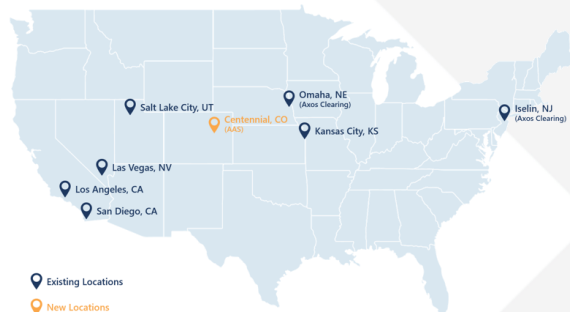 Omaha, NE
(Axos Clearing)
Salt Lake City, UT
Iselin, NJ
(Axos Clearing)
Centennial, CO
(AAS)
Kansas City, KS
Las Vegas, NV
Los Angeles, CA
San Diego, CA
Existing Locations
New Locations